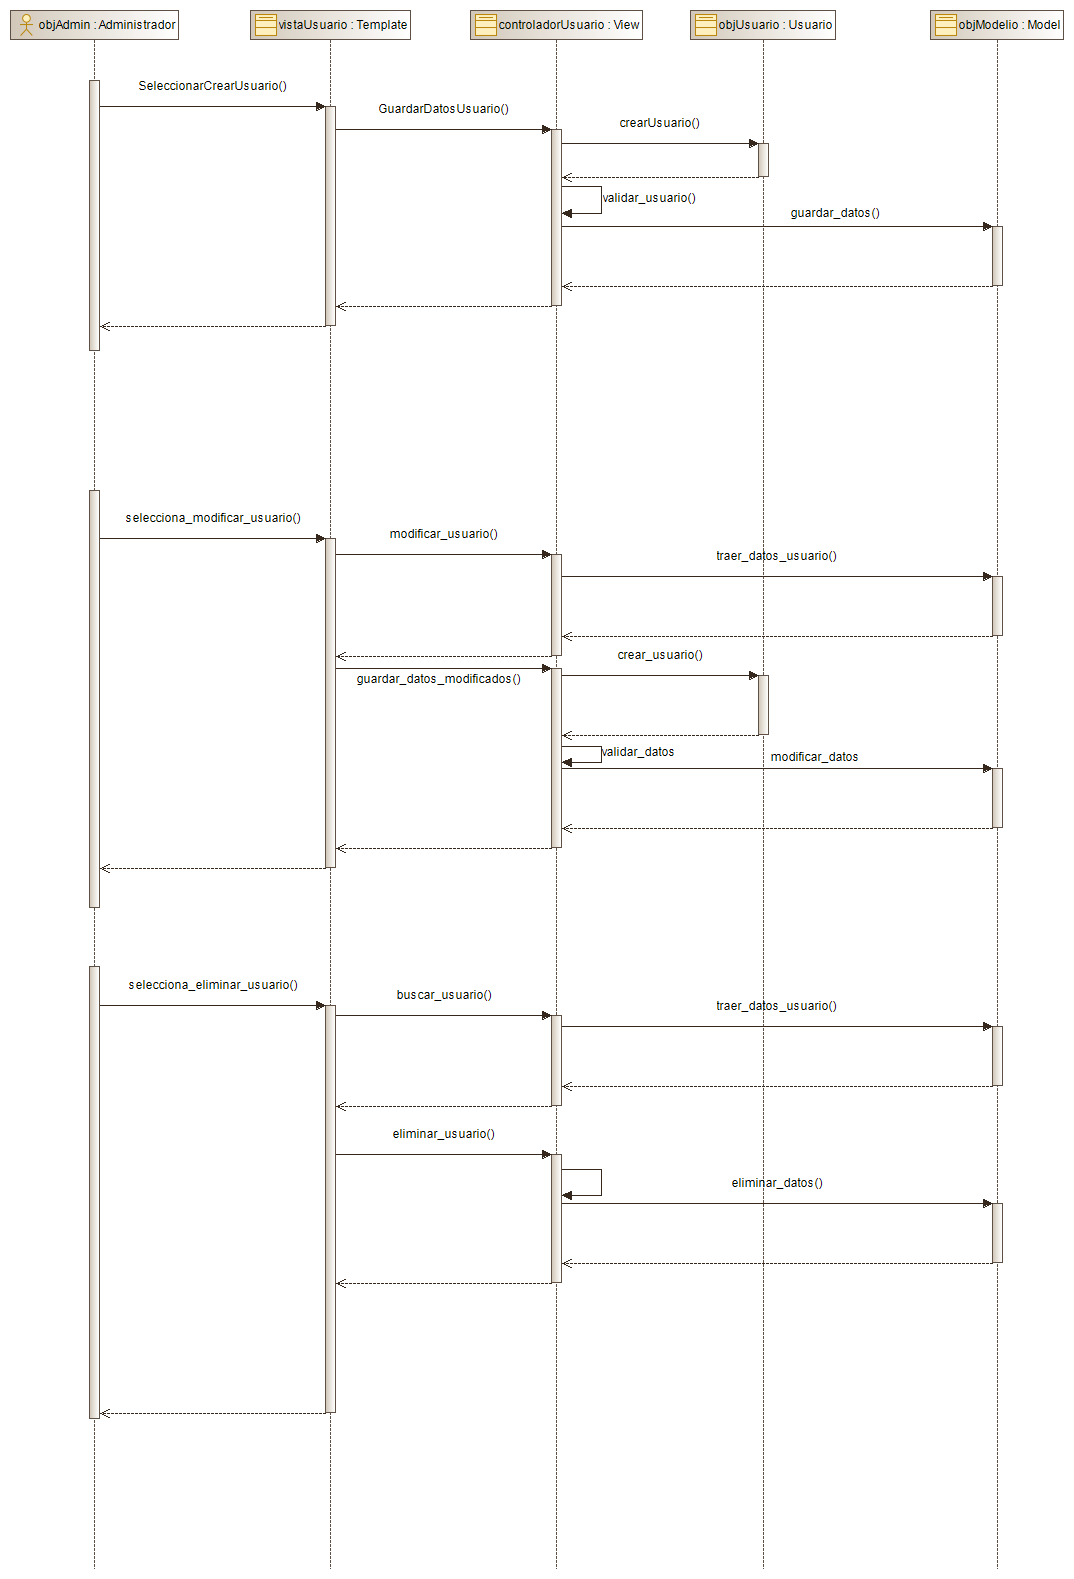 objAdmin : Administrador
vistaUsuario : Template
controladorUsuario : View
objUsuario : Usuario
objModelio : Model
SeleccionarCrearUsuario()
GuardarDatosUsuario()
crearUsuario()
validar_usuario()
guardar_datos()
selecciona_modificar_usuario()
modificar_usuario()
traer_datos_usuario()
crear_usuario()
guardar_datos_modificados()
validar_datos
modificar_datos
selecciona_eliminar_usuario()
buscar_usuario()
traer_datos_usuario()
eliminar_usuario()
eliminar_datos()